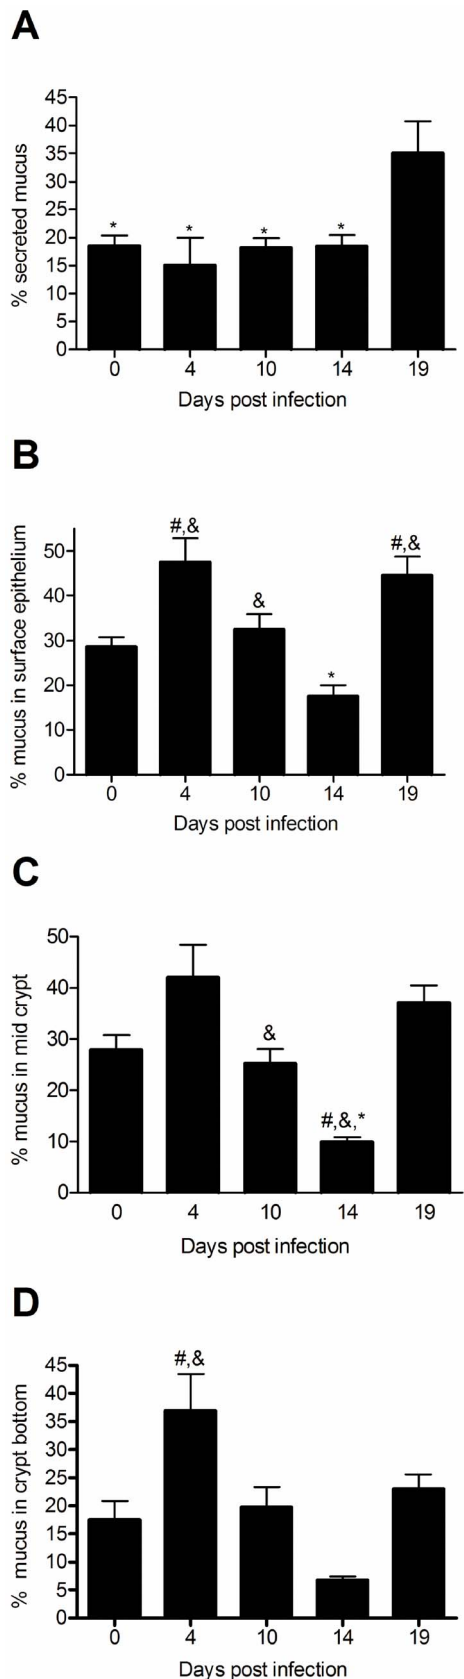 A
45
40
35
30
25
20
15
10
5
0
% secreted mucus
* * * *
0 4 10 14 19
Days post infection
B
50
40
30
20
10
0
% mucus in surface epithelium
#,& & * #,&
0 4 10 14 19
Days post infection
C
50
40
30
20
10
0
% mucus in mid crypt
& #,&,*
0 4 10 14 19
Days post infection
D
45
40
35
30
25
20
15
10
5
0
% mucus in crypt bottom
#,&
0 4 10 14 19
Days post infection